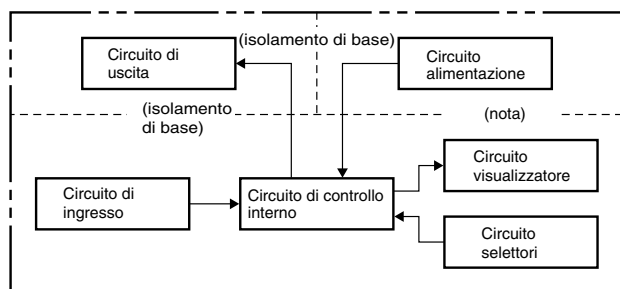 Circuito di
uscita
(isolamento di base)
Circuito
alimentazione
(isolamento
di base)
(nota)
Circuito
visualizzatore
Circuito di
ingresso
Circuito di controllo
interno
Circuito
selettori